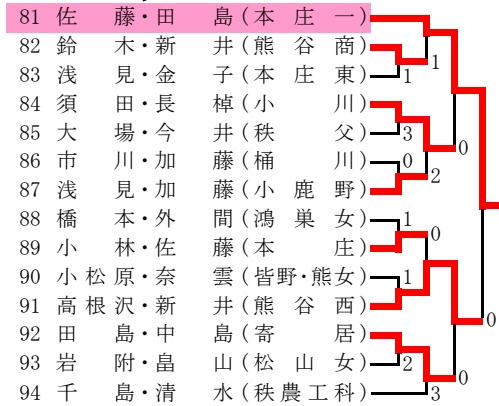 81 佐 藤・田 島(本 庄 一)
82 鈴 木・新 井(熊 谷 商)
1
83 浅 見・金 子(本 庄 東)
1
84 須 田・長 棹(小 川)
85 大 場・今 井(秩 父)
3
0
86 市 川・加 藤(桶 川)
0
87 浅 見・加 藤(小 鹿 野)
2
88 橋 本・外 間(鴻 巣 女)
1
89 小 林・佐 藤(本 庄)
0
90 小 松 原・奈 雲(皆野・熊女)
1
91 高 根 沢・新 井(熊 谷 西)
92 田 島・中 島(寄 居)
0
93 岩 附・畠 山(松 山 女)
2
0
94 千 島・清 水(秩 農 工 科)
3